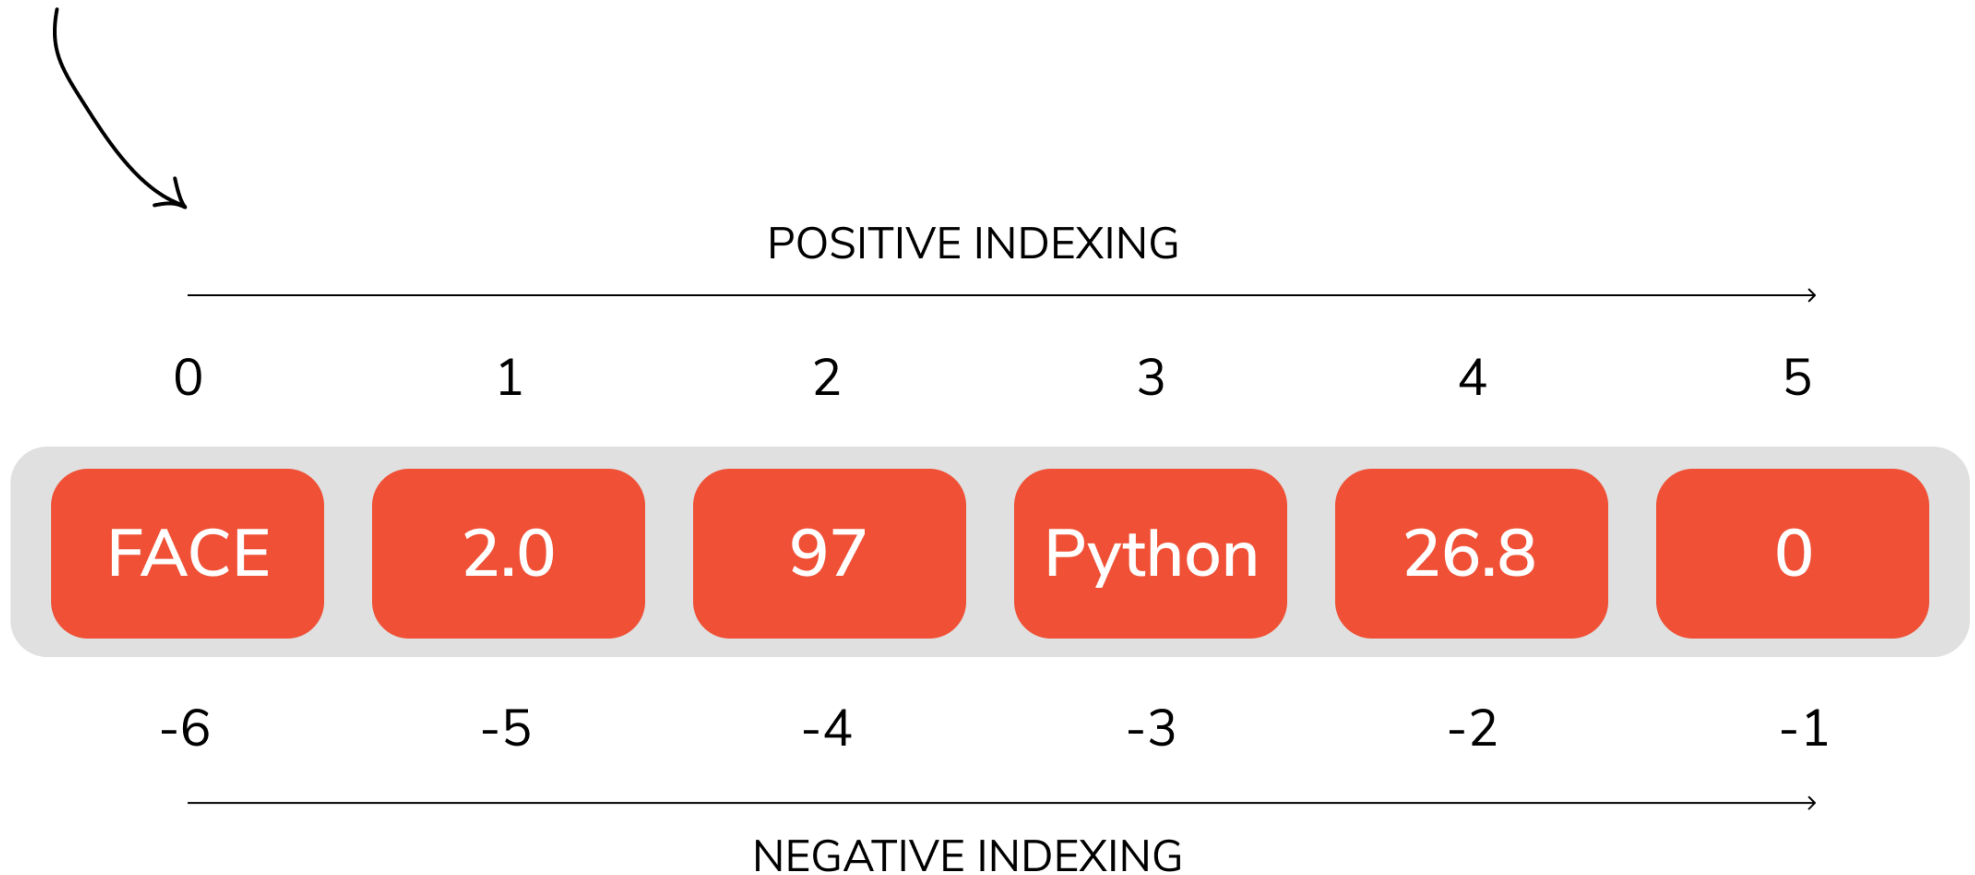 POSITIVE INDEXING
0 1 2 3 4 5
FACE 2.0 97 Python 26.8 0
-6 -5 -4 -3 -2 -1
NEGATIVE INDEXING